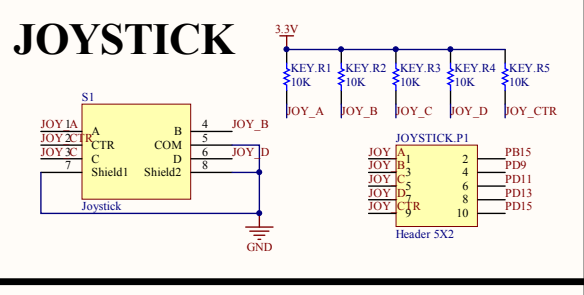 JOYSTICK
3.3V
KEY.R1 KEY.R2 KEY.R3 KEY.R4 KEY.R5
10K 10K 10K 10K 10K
JOY_A JOY_B JOY_C JOY_D JOY_CTR
S1
JOY_A 1 A B 4 JOY_B
JOY_CTR 2 CTR COM 5
JOY_C 3 C D 6 JOY_D
7 Shield1 Shield2 8
Joystick
GND
JOYSTICK.P1
JOY_A 1 2 PB15
JOY_B 3 4 PD9
JOY_C 5 6 PD11
JOY_D 7 8 PD13
JOY_CTR 9 10 PD15
Header 5X2